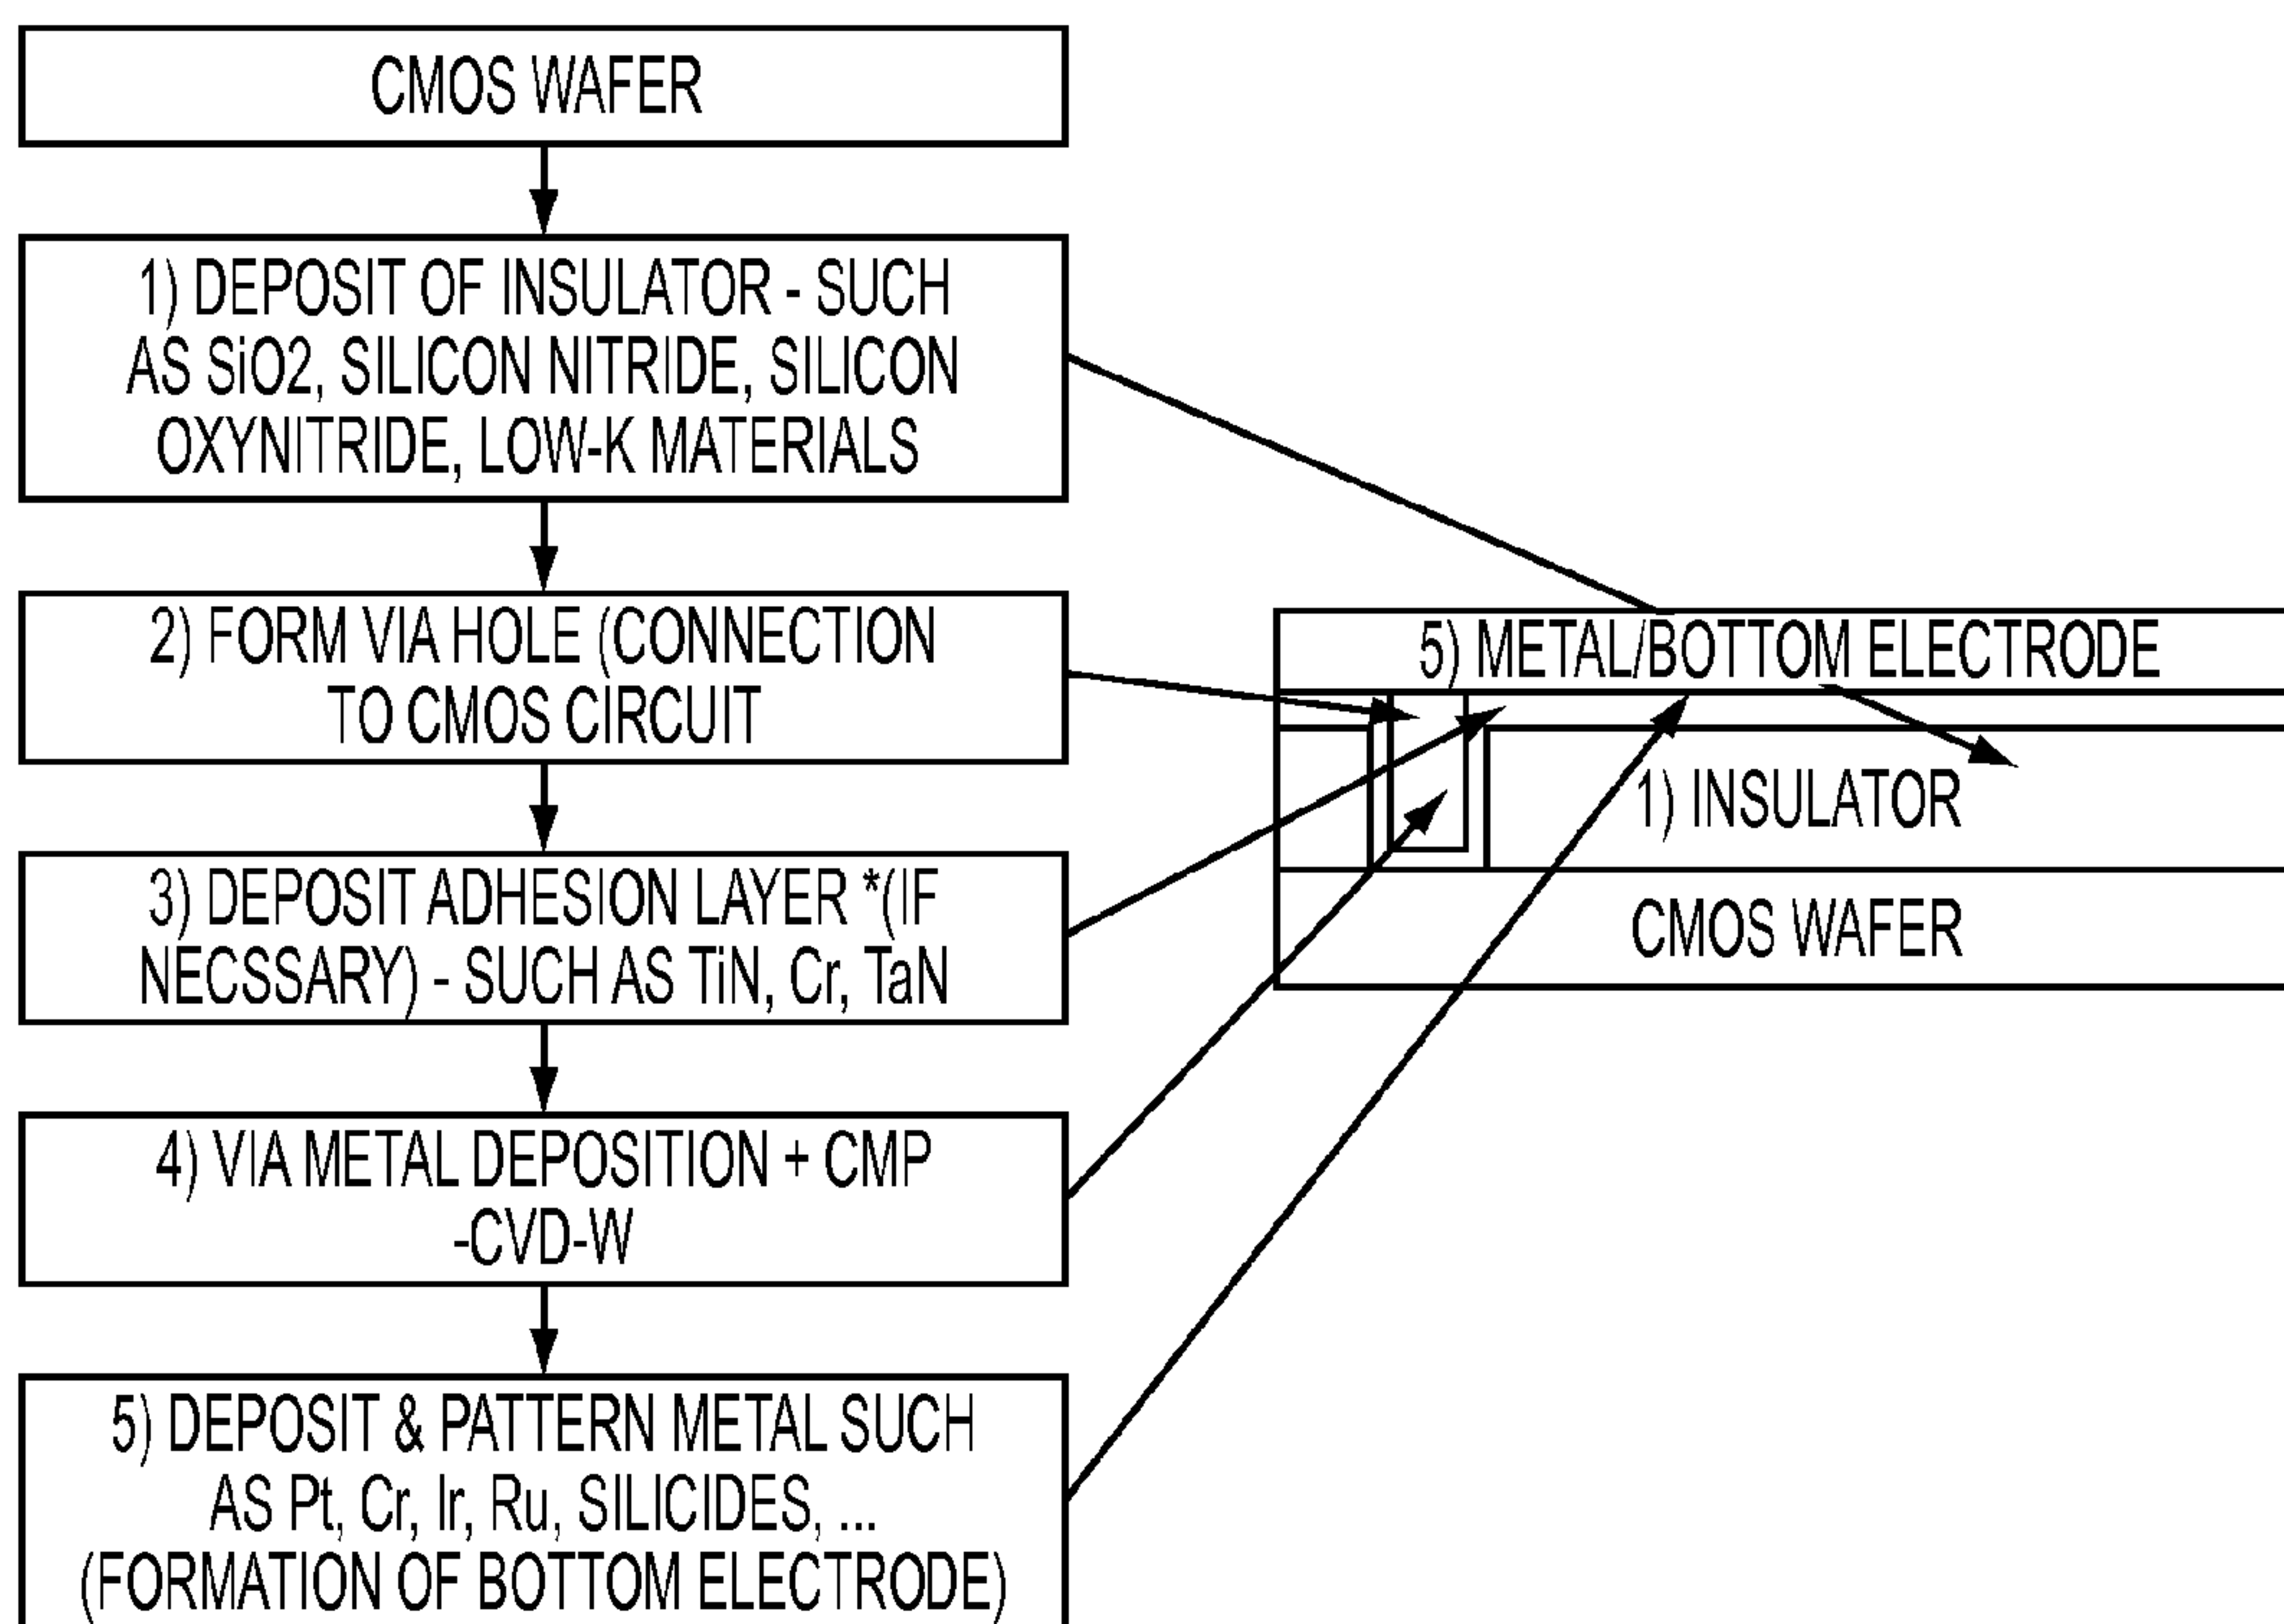 CMOS WAFER
1) DEPOSIT OF INSULATOR - SUCH
AS SiO2, SILICON NITRIDE, SILICON
OXYNITRIDE, LOW-K MATERIALS
2) FORM VIA HOLE (CONNECTION
TO CMOS CIRCUIT
3) DEPOSIT ADHESION LAYER *(IF
NECSSARY) - SUCH AS TiN, Cr, TaN
4) VIA METAL DEPOSITION + CMP
-CVD-W
5) DEPOSIT & PATTERN METAL SUCH
AS Pt, Cr, Ir, Ru, SILICIDES, ...
(FORMATION OF BOTTOM ELECTRODE)
5) METAL/BOTTOM ELECTRODE
1) INSULATOR
CMOS WAFER